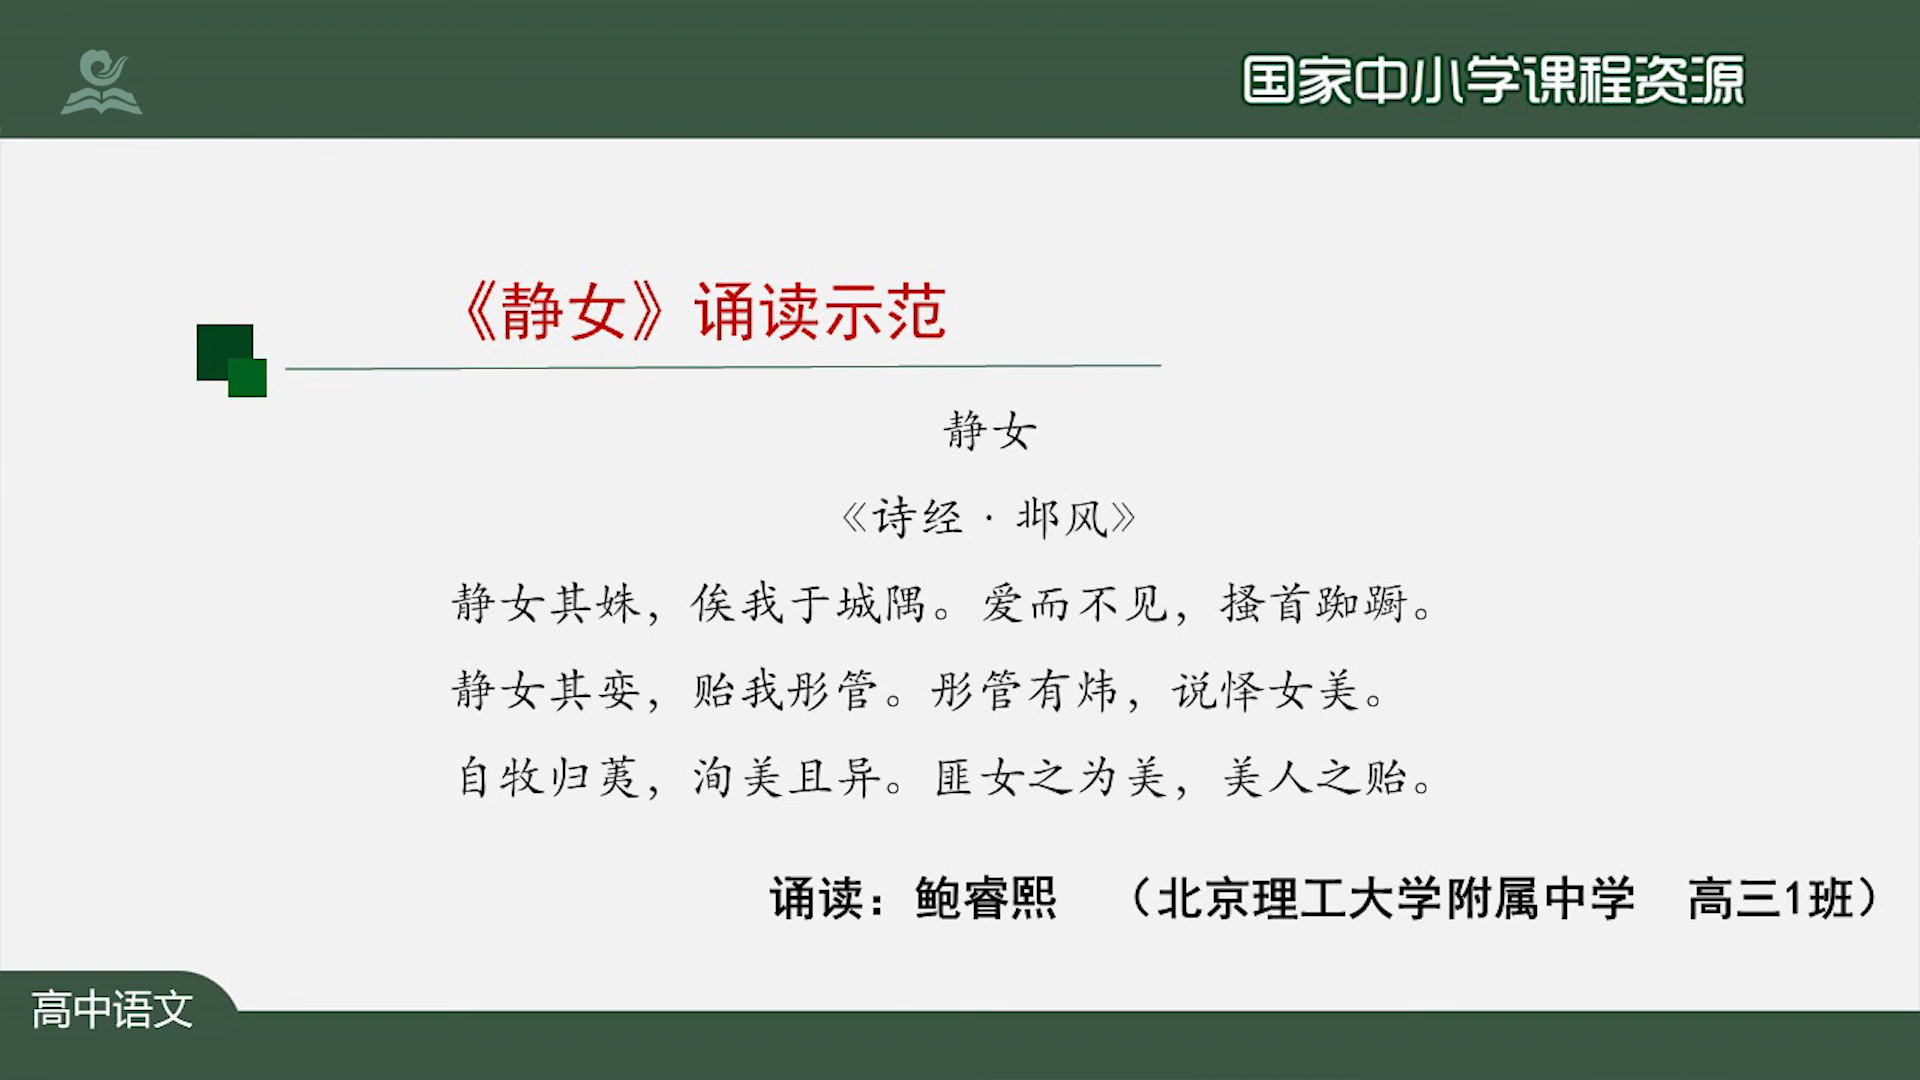 国家中小学课程资源
《静女》诵读示范
静女
《诗经·邶风》
静女其姝，俟我于城隅。爱而不见，搔首踟蹰。
静女其娈，贻我彤管。彤管有炜，说怿女美。
自牧归荑，洵美且异。匪女之为美，美人之贻。
诵读：鲍睿熙 （北京理工大学附属中学 高三1班）
高中语文